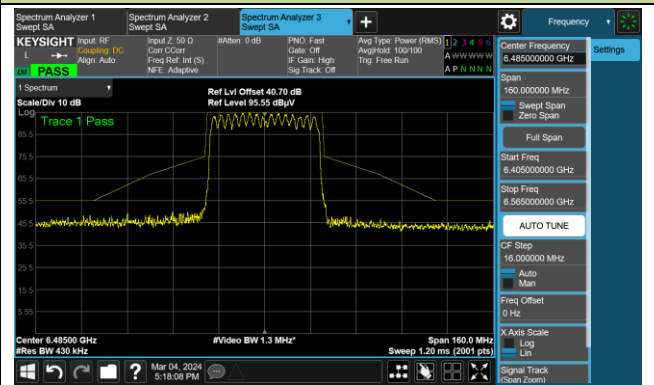 Spectrum Analyzer 1
Swept SA
Spectrum Analyzer 2
Swept SA
Spectrum Analyzer 3
Swept SA
Frequency
KEYSIGHT
L
LM PASS
Input: RF
Coupling: DC
Align: Auto
Input Z: 50 Ω
Corr CCorr
Freq Ref: Int (S)
NFE: Adaptive
#Atten: 0 dB
PNO: Fast
Gate: Off
IF Gain: High
Sig Track: Off
Avg Type: Power (RMS)
Avg|Hold: 100/100
Trig: Free Run
1 2 3 4 5 6
A W W W W W
A P N N N N
Center Frequency
6.485000000 GHz
Settings
Span
160.000000 MHz
Swept Span
Zero Span
Full Span
Start Freq
6.405000000 GHz
Stop Freq
6.565000000 GHz
AUTO TUNE
CF Step
16.000000 MHz
Auto
Man
Freq Offset
0 Hz
X Axis Scale
Log
Lin
Signal Track
(Span Zoom)
1 Spectrum
Scale/Div 10 dB
Ref Lvl Offset 40.70 dB
Ref Level 95.55 dBµV
Log
Trace 1 Pass
85.5
75.5
65.5
55.5
45.5
35.5
25.5
15.5
5.55
Center 6.48500 GHz
#Res BW 430 kHz
#Video BW 1.3 MHz*
Span 160.0 MHz
Sweep 1.20 ms (2001 pts)
?
Mar 04, 2024
5:18:08 PM